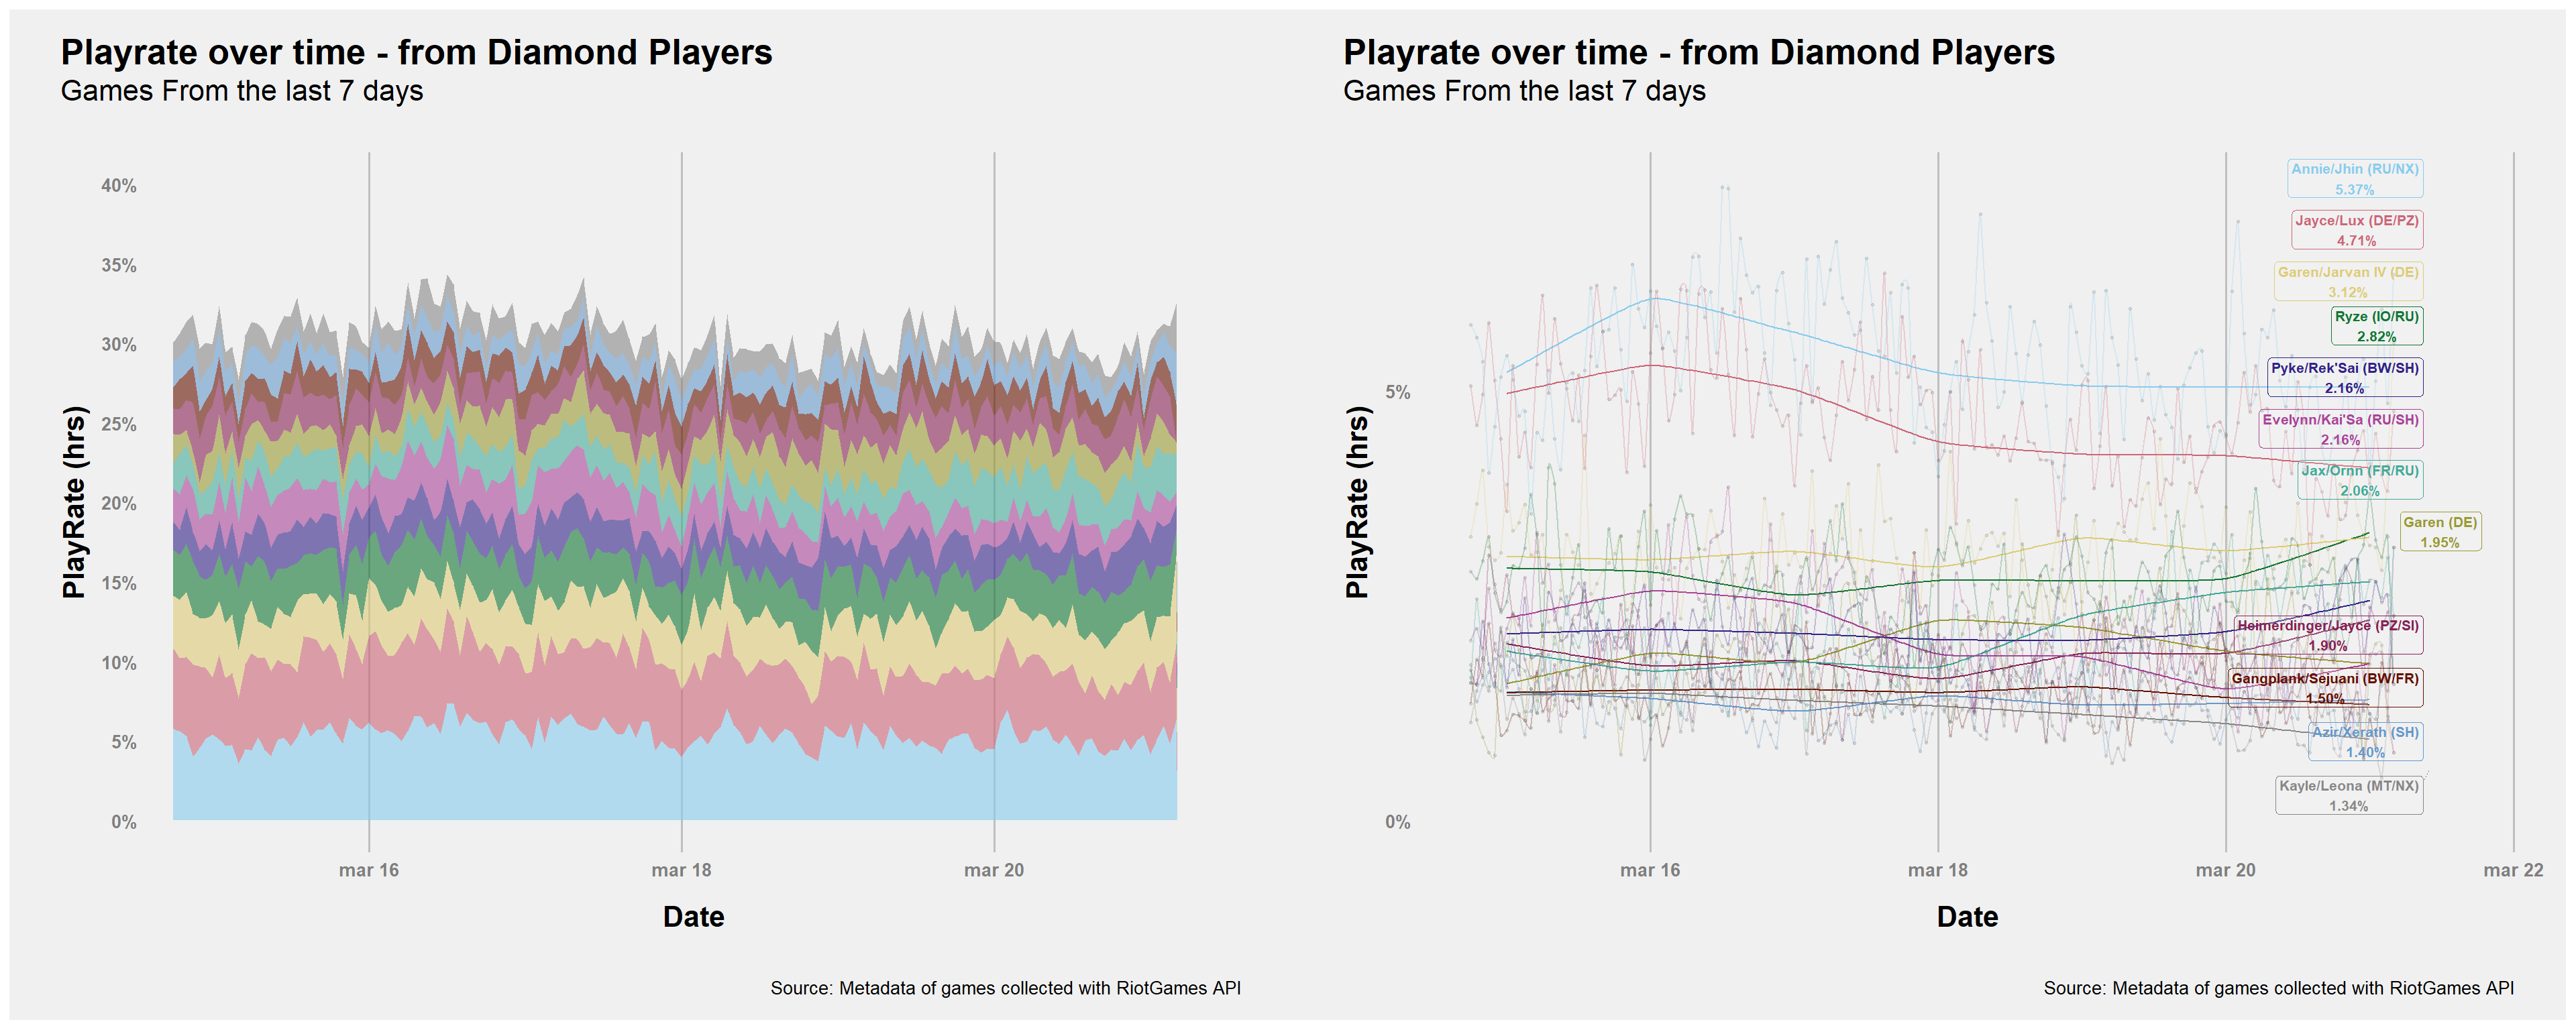 Playrate over time - from Diamond Players
Games From the last 7 days
PlayRate (hrs)
40%
35%
30%
25%
20%
15%
10%
5%
0%
mar 16
mar 18
mar 20
Date
Source: Metadata of games collected with RiotGames API
Playrate over time - from Diamond Players
Games From the last 7 days
PlayRate (hrs)
5%
0%
Annie/Jhin (RU/NX)
5.37%
Jayce/Lux (DE/PZ)
4.71%
Garen/Jarvan IV (DE)
3.12%
Ryze (IO/RU)
2.82%
Pyke/Rek'Sai (BW/SH)
2.16%
Evelynn/Kai'Sa (RU/SH)
2.16%
Jax/Ornn (FR/RU)
2.06%
Garen (DE)
1.95%
Heimerdinger/Jayce (PZ/SI)
1.90%
Gangplank/Sejuani (BW/FR)
1.50%
Azir/Xerath (SH)
1.40%
Kayle/Leona (MT/NX)
1.34%
mar 16
mar 18
mar 20
mar 22
Date
Source: Metadata of games collected with RiotGames API